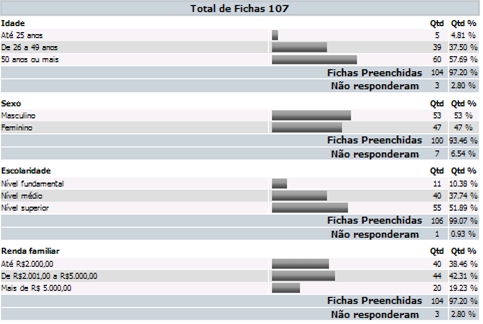 Total de Fichas 107
Idade Qtd Qtd %
Até 25 anos 5 4.81 %
De 26 a 49 anos 39 37.50 %
50 anos ou mais 60 57.69 %
Fichas Preenchidas 104 97.20 %
Não responderam 3 2.80 %
Sexo Qtd Qtd %
Masculino 53 53 %
Feminino 47 47 %
Fichas Preenchidas 100 93.46 %
Não responderam 7 6.54 %
Escolaridade Qtd Qtd %
Nível fundamental 11 10.38 %
Nível médio 40 37.74 %
Nível superior 55 51.89 %
Fichas Preenchidas 106 99.07 %
Não responderam 1 0.93 %
Renda familiar Qtd Qtd %
Até R$2.000,00 40 38.46 %
De R$2.001,00 a R$5.000,00 44 42.31 %
Mais de R$ 5.000,00 20 19.23 %
Fichas Preenchidas 104 97.20 %
Não responderam 3 2.80 %